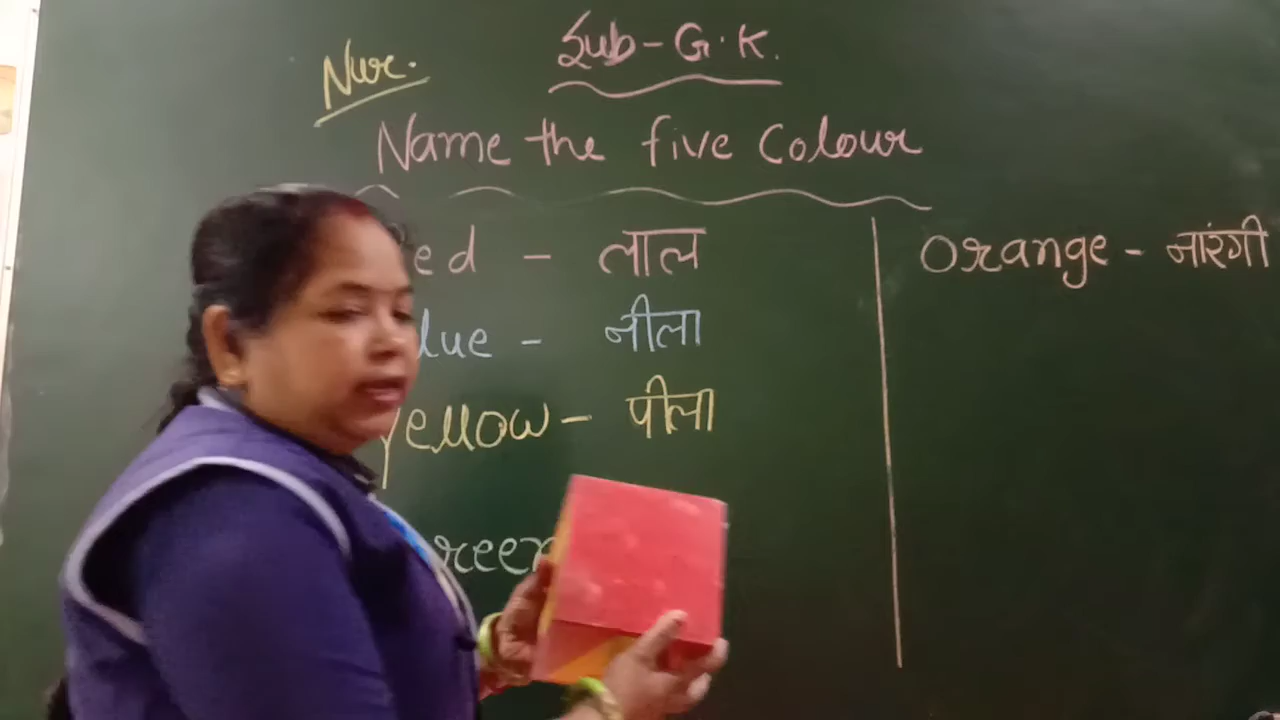 Sub - G.K.
Nur.
Name the five Colour
ed - लाल
lue - नीला
yellow - पीला
reen
Orange - नारंगी